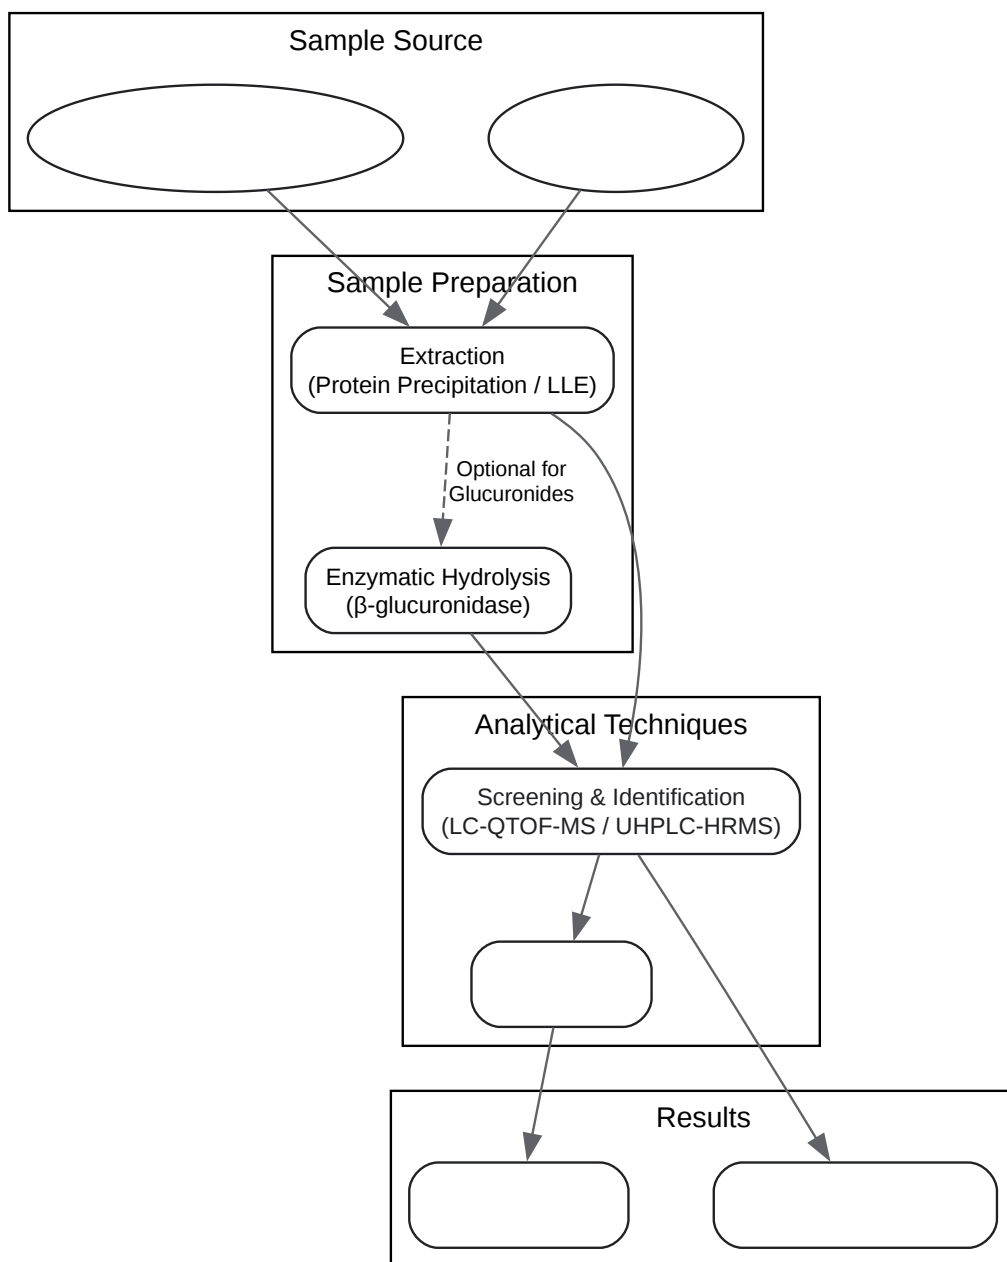 Sample Source
Sample Preparation
Extraction
(Protein Precipitation / LLE)
Optional for
Glucuronides
Enzymatic Hydrolysis
(β-glucuronidase)
Analytical Techniques
Screening & Identification
(LC-QTOF-MS / UHPLC-HRMS)
Results